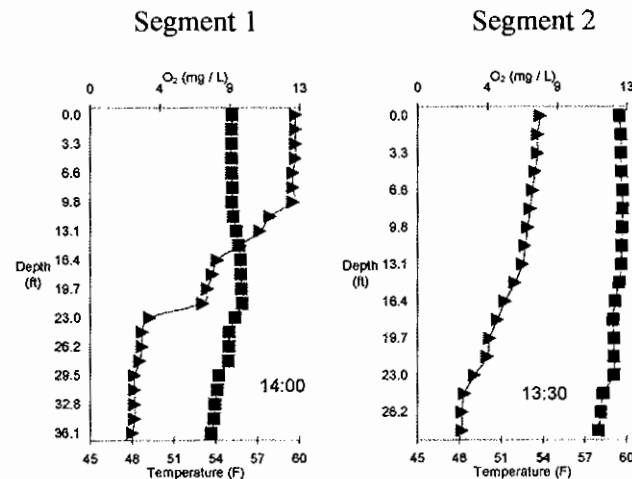 Segment 1
Segment 2
O₂ (mg / L)
0 4 9 13
0.0
3.3
6.6
9.8
13.1
16.4
19.7
23.0
26.2
29.5
32.8
36.1
Depth
(ft)
14:00
45 48 51 54 57 60
Temperature (F)
O₂ (mg / L)
0 4 9 13
0.0
3.3
6.6
9.8
13.1
16.4
19.7
23.0
26.2
Depth
(ft)
13:30
45 48 51 54 57 60
Temperature (F)